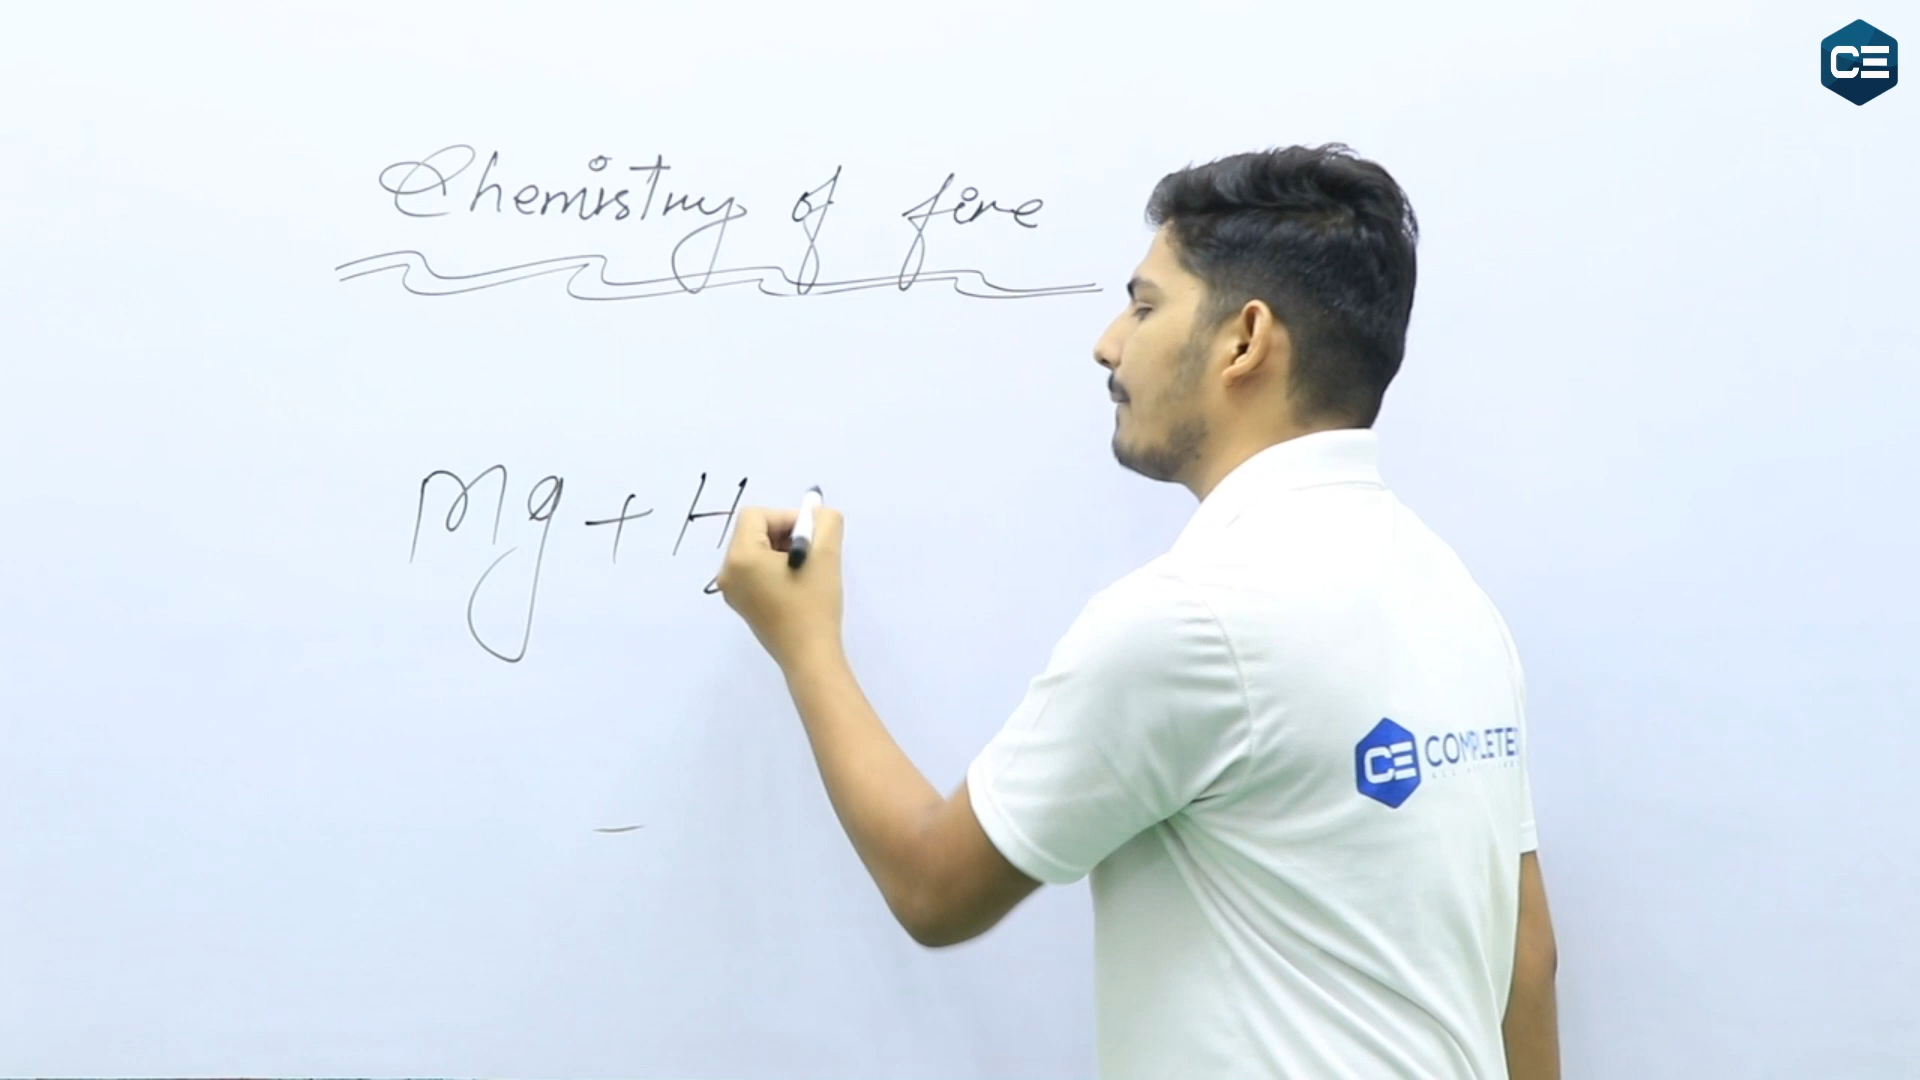 CE
Chemistry of fire
Mg + H
CE COMPLETE